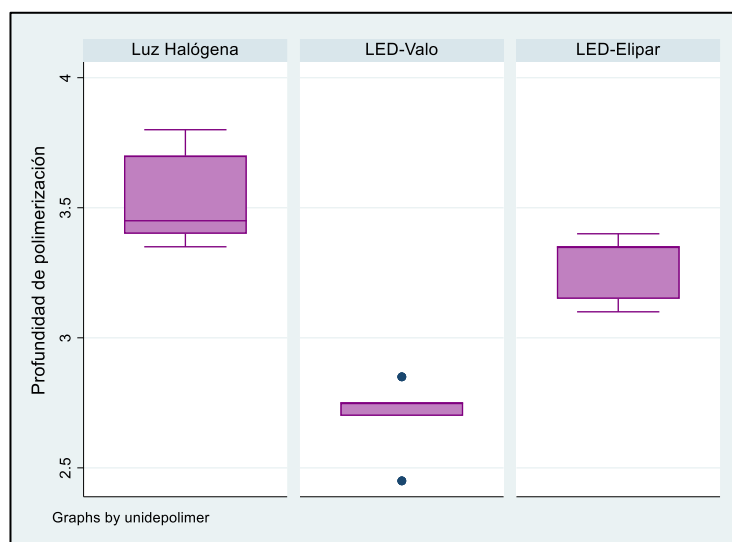 Luz Halógena
LED-Valo
LED-Elipar
Profundidad de polimerización
4
3.5
3
2.5
Graphs by unidepolimer